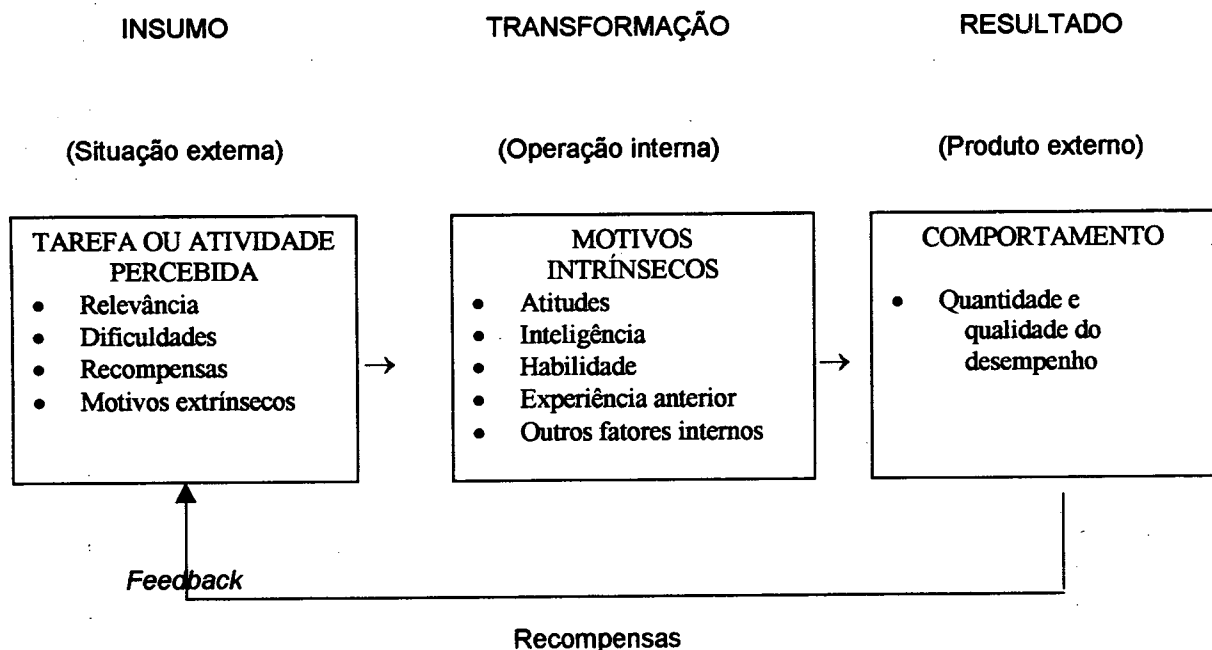 INSUMO
TRANSFORMAÇÃO
RESULTADO
(Situação externa)
(Operação interna)
(Produto externo)
TAREFA OU ATIVIDADE
PERCEBIDA
• Relevância
• Dificuldades
• Recompensas
• Motivos extrínsecos
→
MOTIVOS
INTRÍNSECOS
• Atitudes
• Inteligência
• Habilidade
• Experiência anterior
• Outros fatores internos
→
COMPORTAMENTO
• Quantidade e
qualidade do
desempenho
Feedback
Recompensas